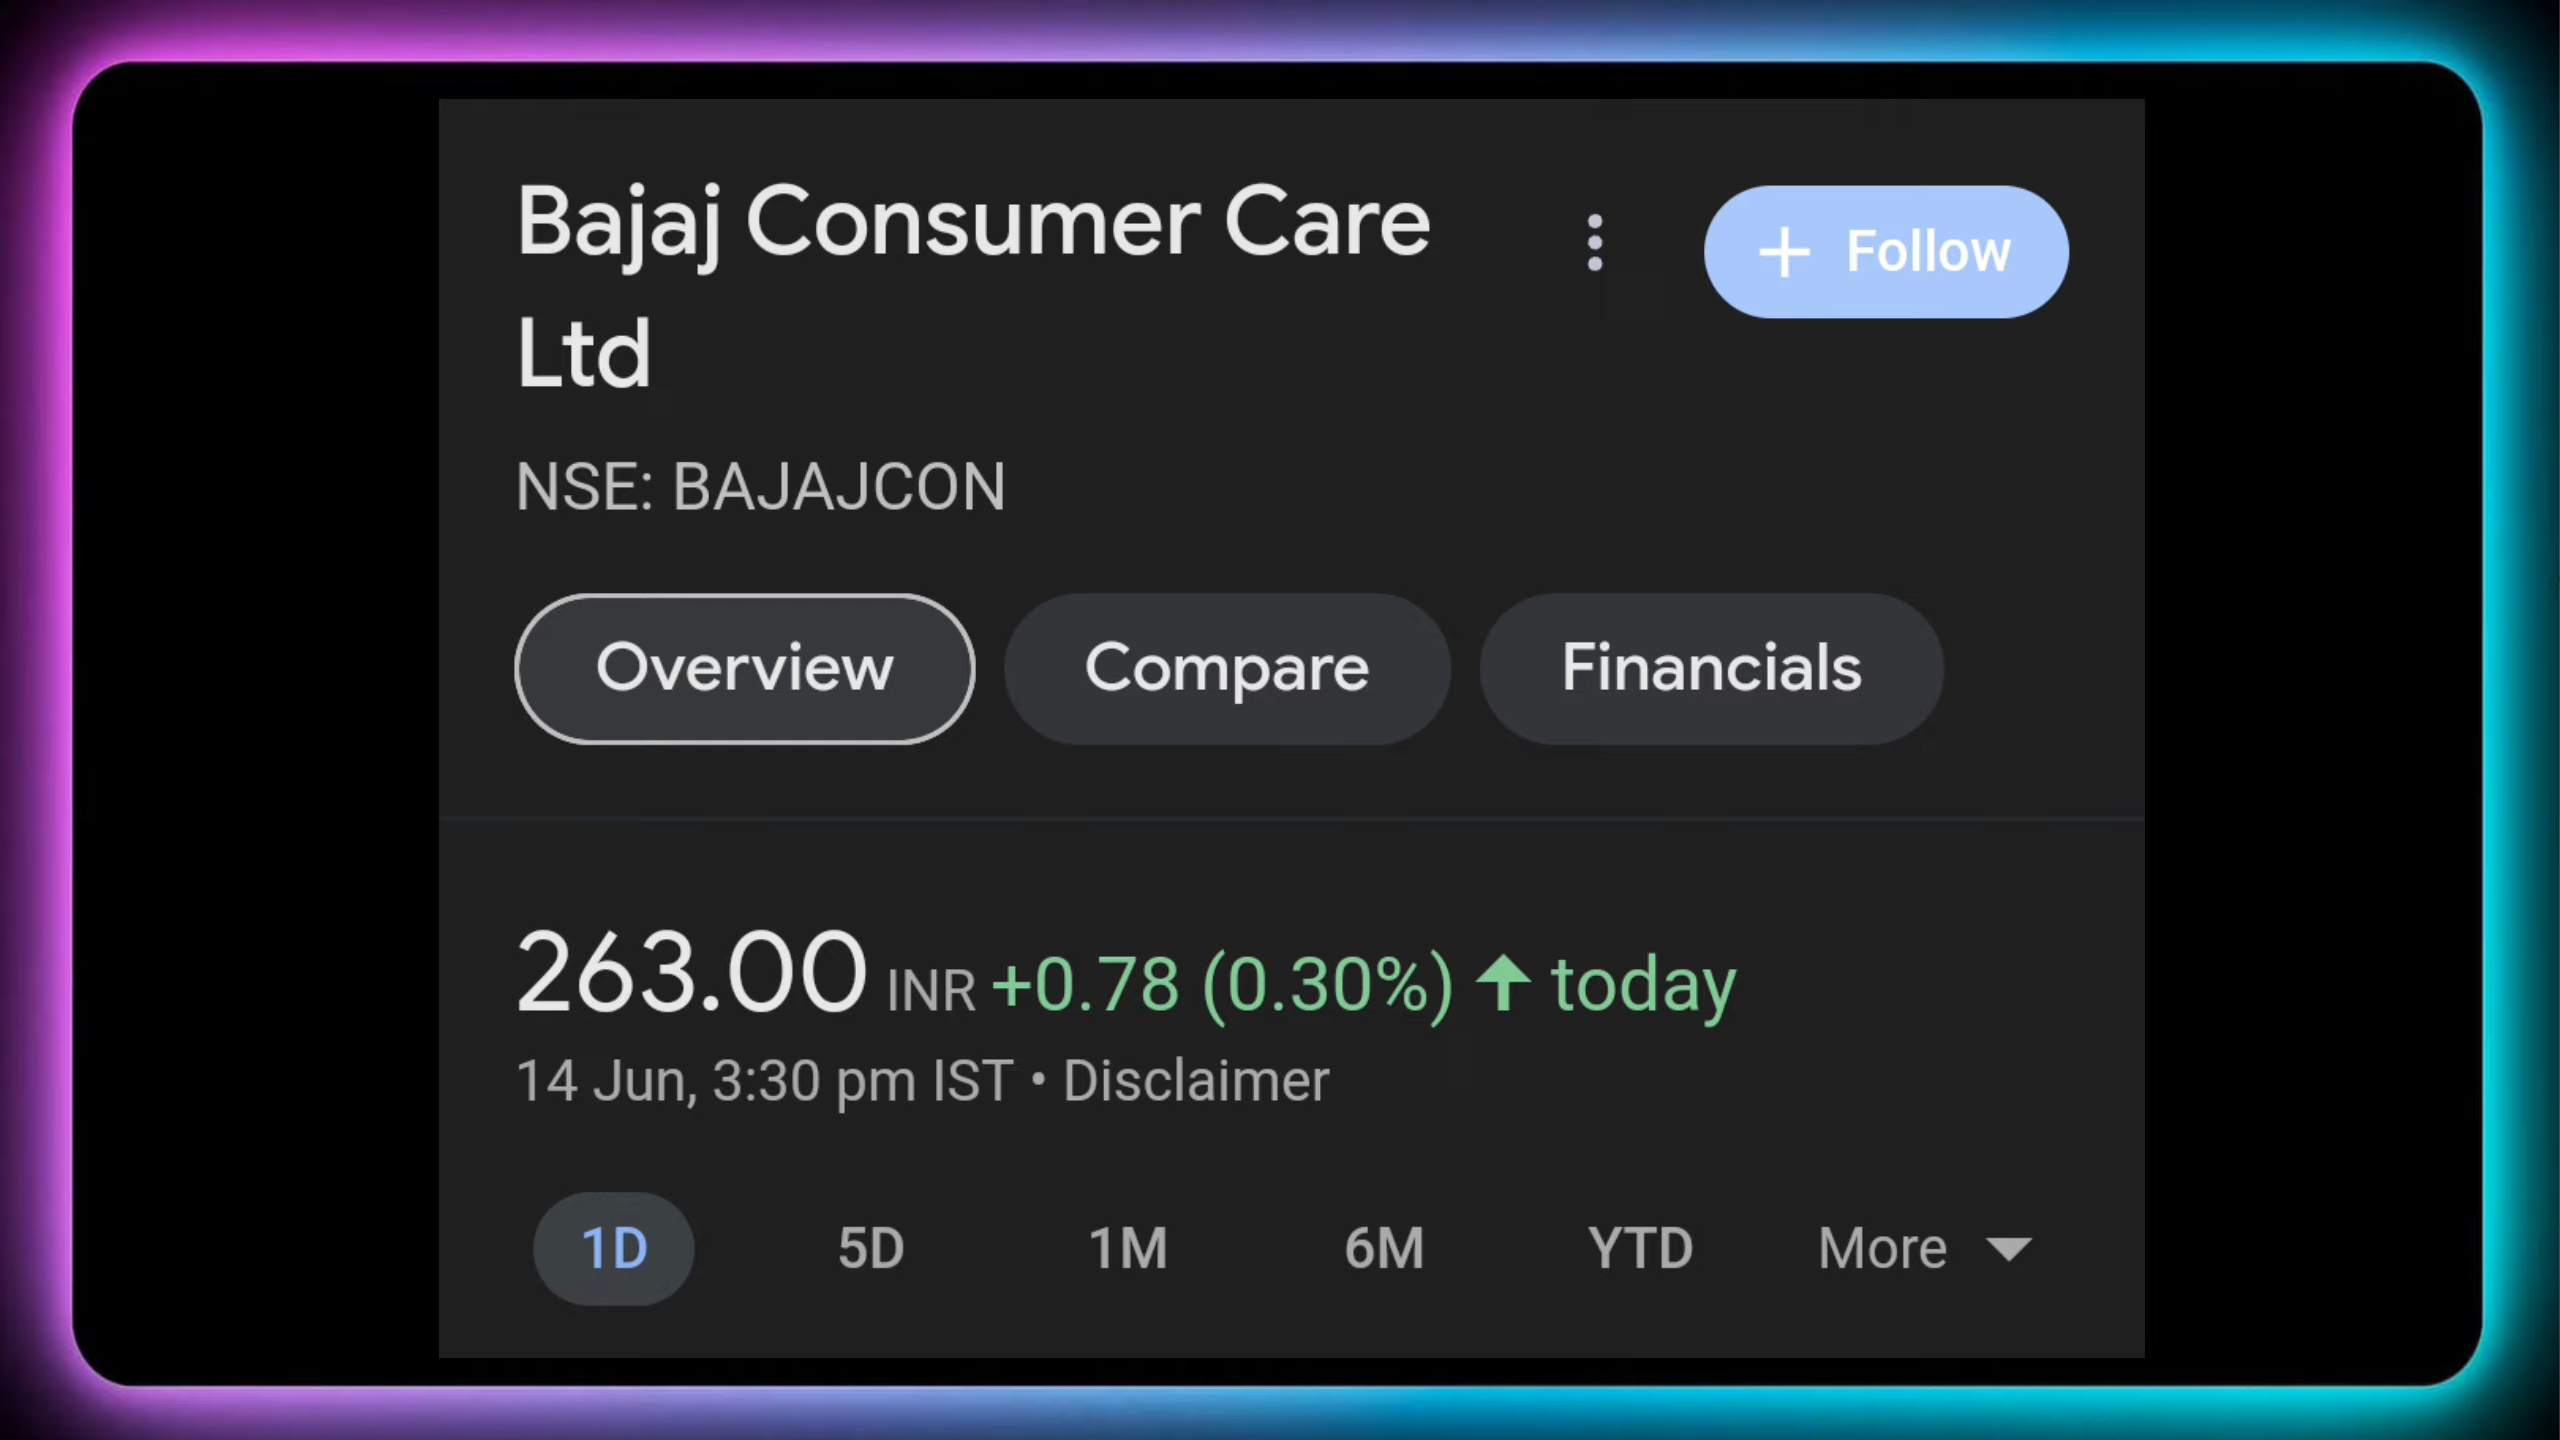 Bajaj Consumer Care
Ltd
+ Follow
NSE: BAJAJCON
Overview Compare Financials
263.00 INR +0.78 (0.30%) ↑ today
14 Jun, 3:30 pm IST • Disclaimer
1D 5D 1M 6M YTD More